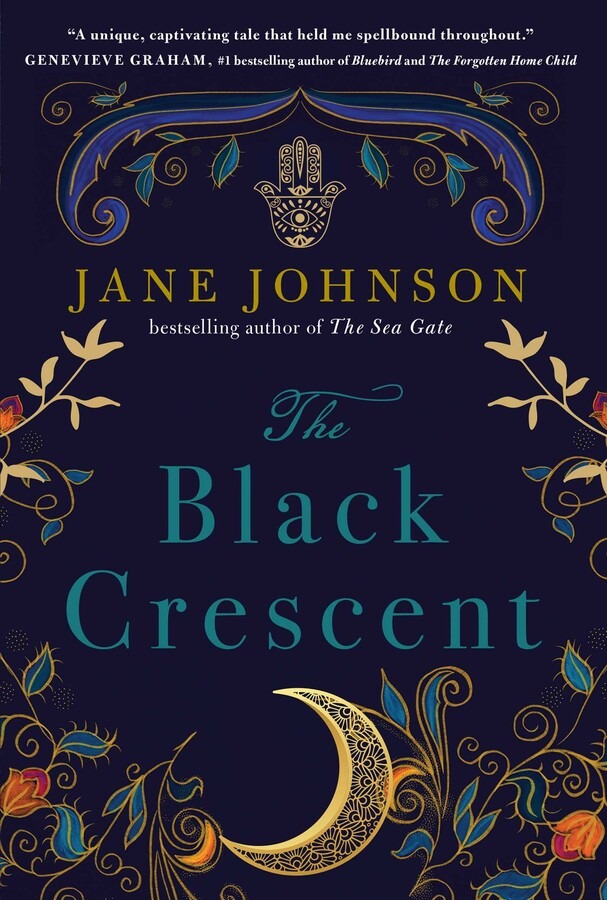 “A unique, captivating tale that held me spellbound throughout.”
GENEVIEVE GRAHAM, #1 bestselling author of Bluebird and The Forgotten Home Child
JANE JOHNSON
bestselling author of The Sea Gate
The
Black
Crescent